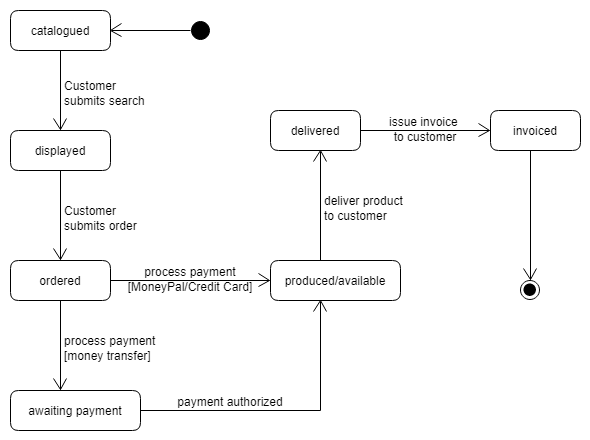 catalogued
Customer
submits search
displayed
Customer
submits order
ordered
process payment
[MoneyPal/Credit Card]
produced/available
process payment
[money transfer]
awaiting payment
payment authorized
deliver product
to customer
delivered
issue invoice
to customer
invoiced